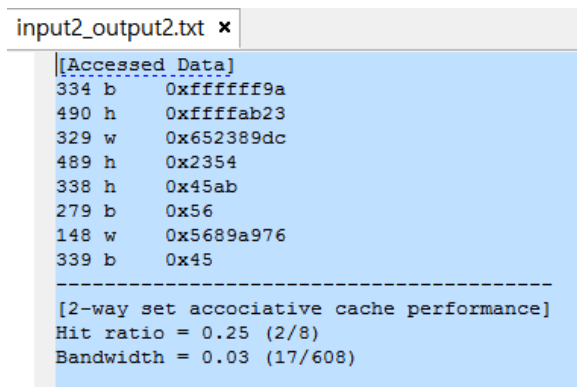 input2_output2.txt ×
[Accessed Data]
334 b 0xffffff9a
490 h 0xffffab23
329 w 0x652389dc
489 h 0x2354
338 h 0x45ab
279 b 0x56
148 w 0x5689a976
339 b 0x45
------------------------------------------
[2-way set accociative cache performance]
Hit ratio = 0.25 (2/8)
Bandwidth = 0.03 (17/608)